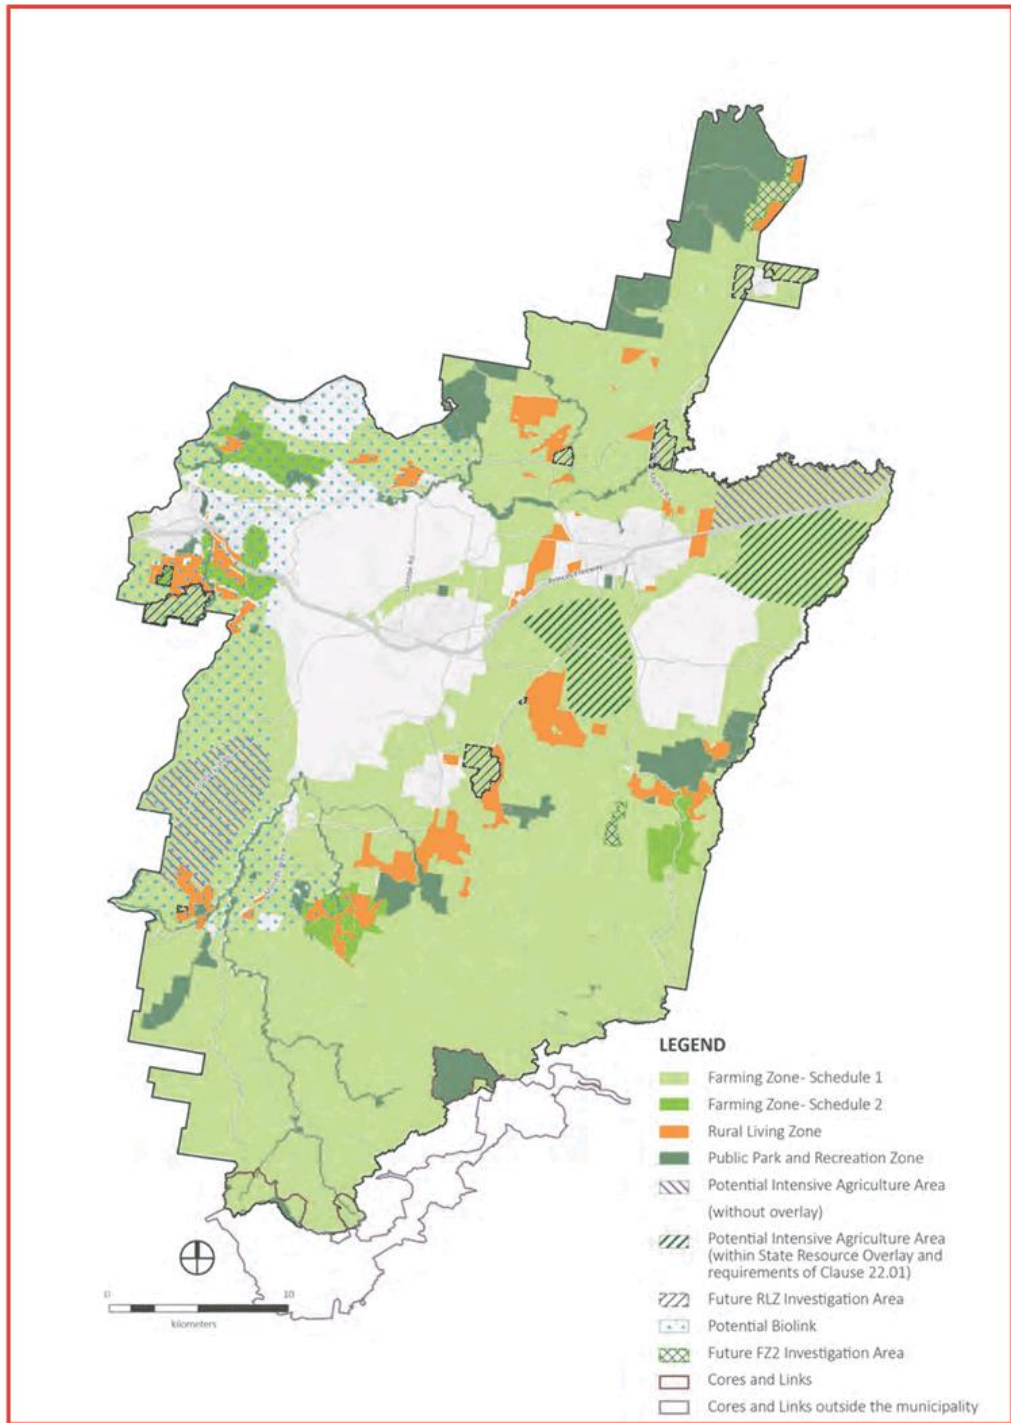 Princes Freeway
LEGEND
Farming Zone- Schedule 1
Farming Zone- Schedule 2
Rural Living Zone
Public Park and Recreation Zone
Potential Intensive Agriculture Area
(without overlay)
Potential Intensive Agriculture Area
(within State Resource Overlay and
requirements of Clause 22.01)
Future RLZ Investigation Area
Potential Biolink
Future FZ2 Investigation Area
Cores and Links
Cores and Links outside the municipality
0 10
kilometers